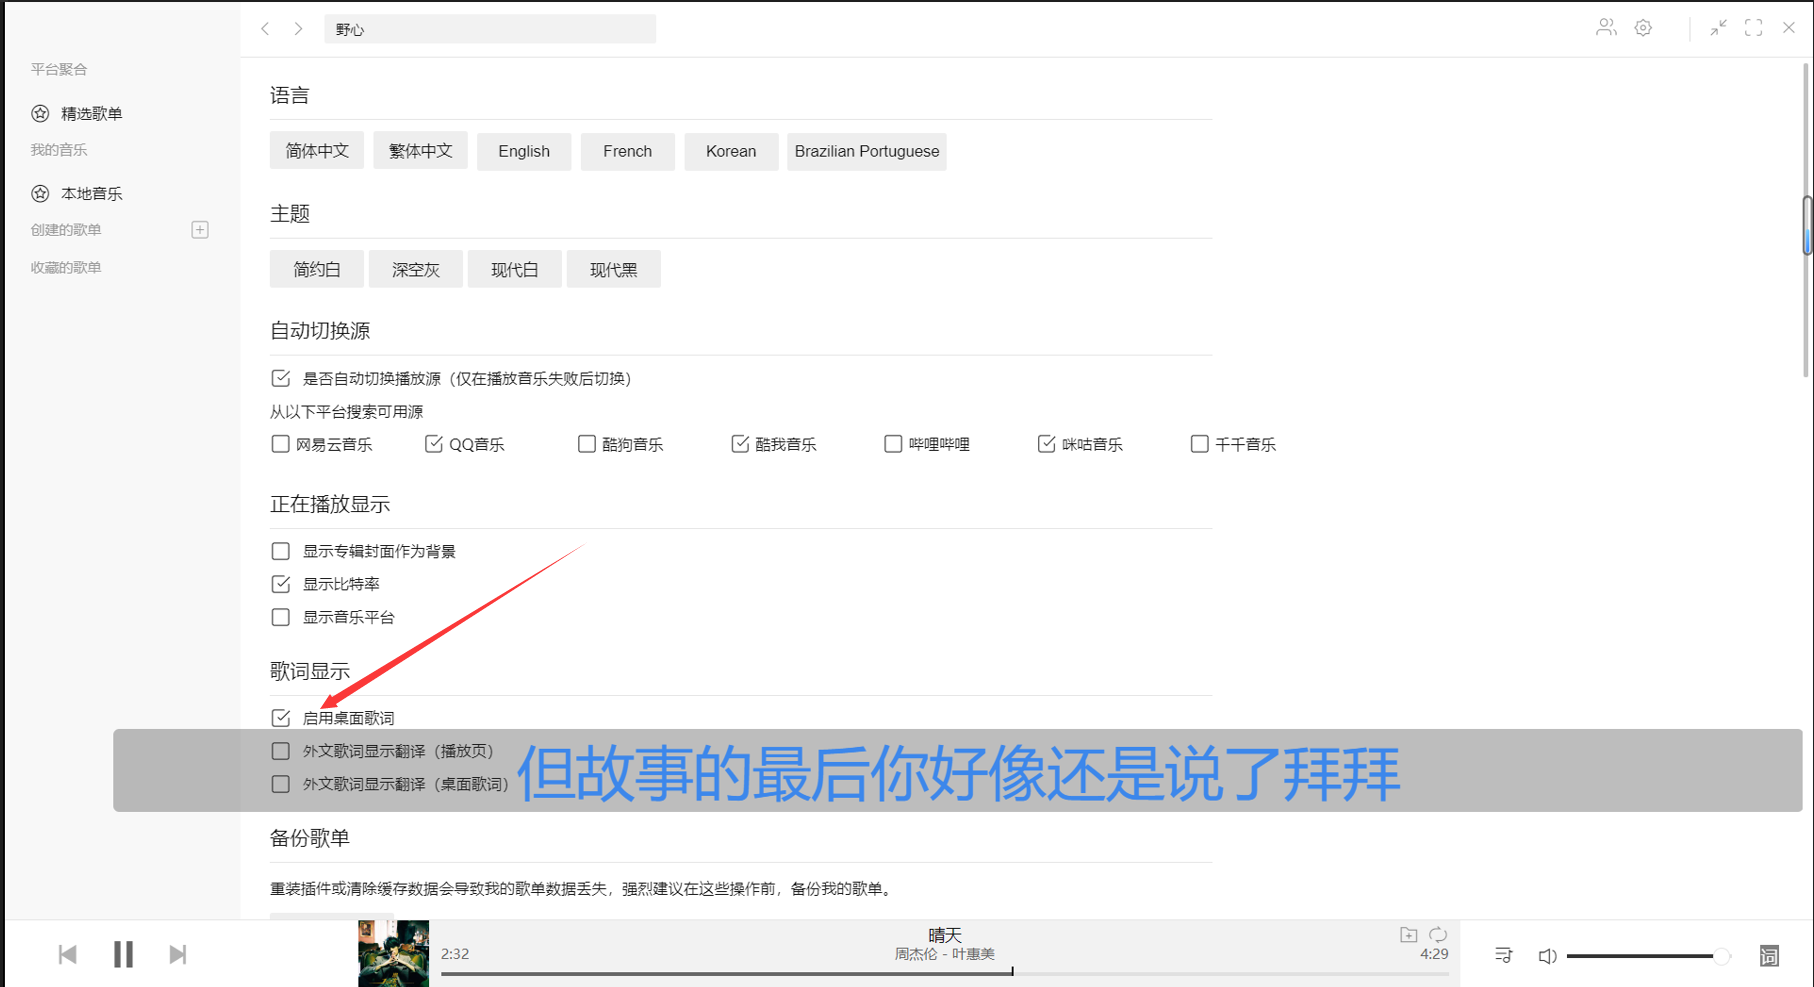 野心
平台聚合
精选歌单
我的音乐
本地音乐
创建的歌单
收藏的歌单
语言
简体中文 繁体中文 English French Korean Brazilian Portuguese
主题
简约白 深空灰 现代白 现代黑
自动切换源
是否自动切换播放源（仅在播放音乐失败后切换）
从以下平台搜索可用源
网易云音乐 QQ音乐 酷狗音乐 酷我音乐 哔哩哔哩 咪咕音乐 千千音乐
正在播放显示
显示专辑封面作为背景
显示比特率
显示音乐平台
歌词显示
启用桌面歌词
外文歌词显示翻译（播放页）
外文歌词显示翻译（桌面歌词）
但故事的最后你好像还是说了拜拜
备份歌单
重装插件或清除缓存数据会导致我的歌单数据丢失，强烈建议在这些操作前，备份我的歌单。
晴天
2:32 周杰伦 - 叶惠美 4:29
词